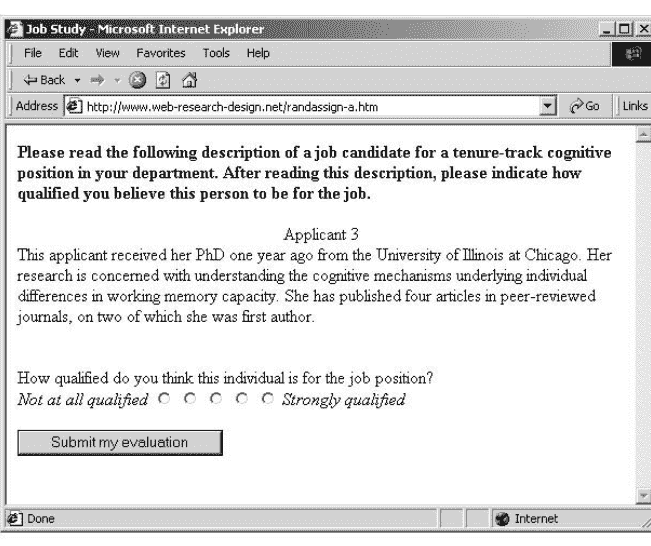 Job Study - Microsoft Internet Explorer
File Edit View Favorites Tools Help
Back
Address http://www.web-research-design.net/randassign-a.htm Go Links
Please read the following description of a job candidate for a tenure-track cognitive
position in your department. After reading this description, please indicate how
qualified you believe this person to be for the job.
Applicant 3
This applicant received her PhD one year ago from the University of Illinois at Chicago. Her
research is concerned with understanding the cognitive mechanisms underlying individual
differences in working memory capacity. She has published four articles in peer-reviewed
journals, on two of which she was first author.
How qualified do you think this individual is for the job position?
Not at all qualified Strongly qualified
Submit my evaluation
Done Internet